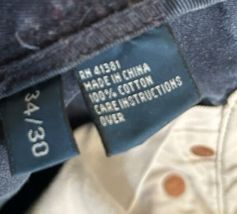 RN 41381
MADE IN CHINA
100% COTTON
CARE INSTRUCTIONS
OVER
34/30